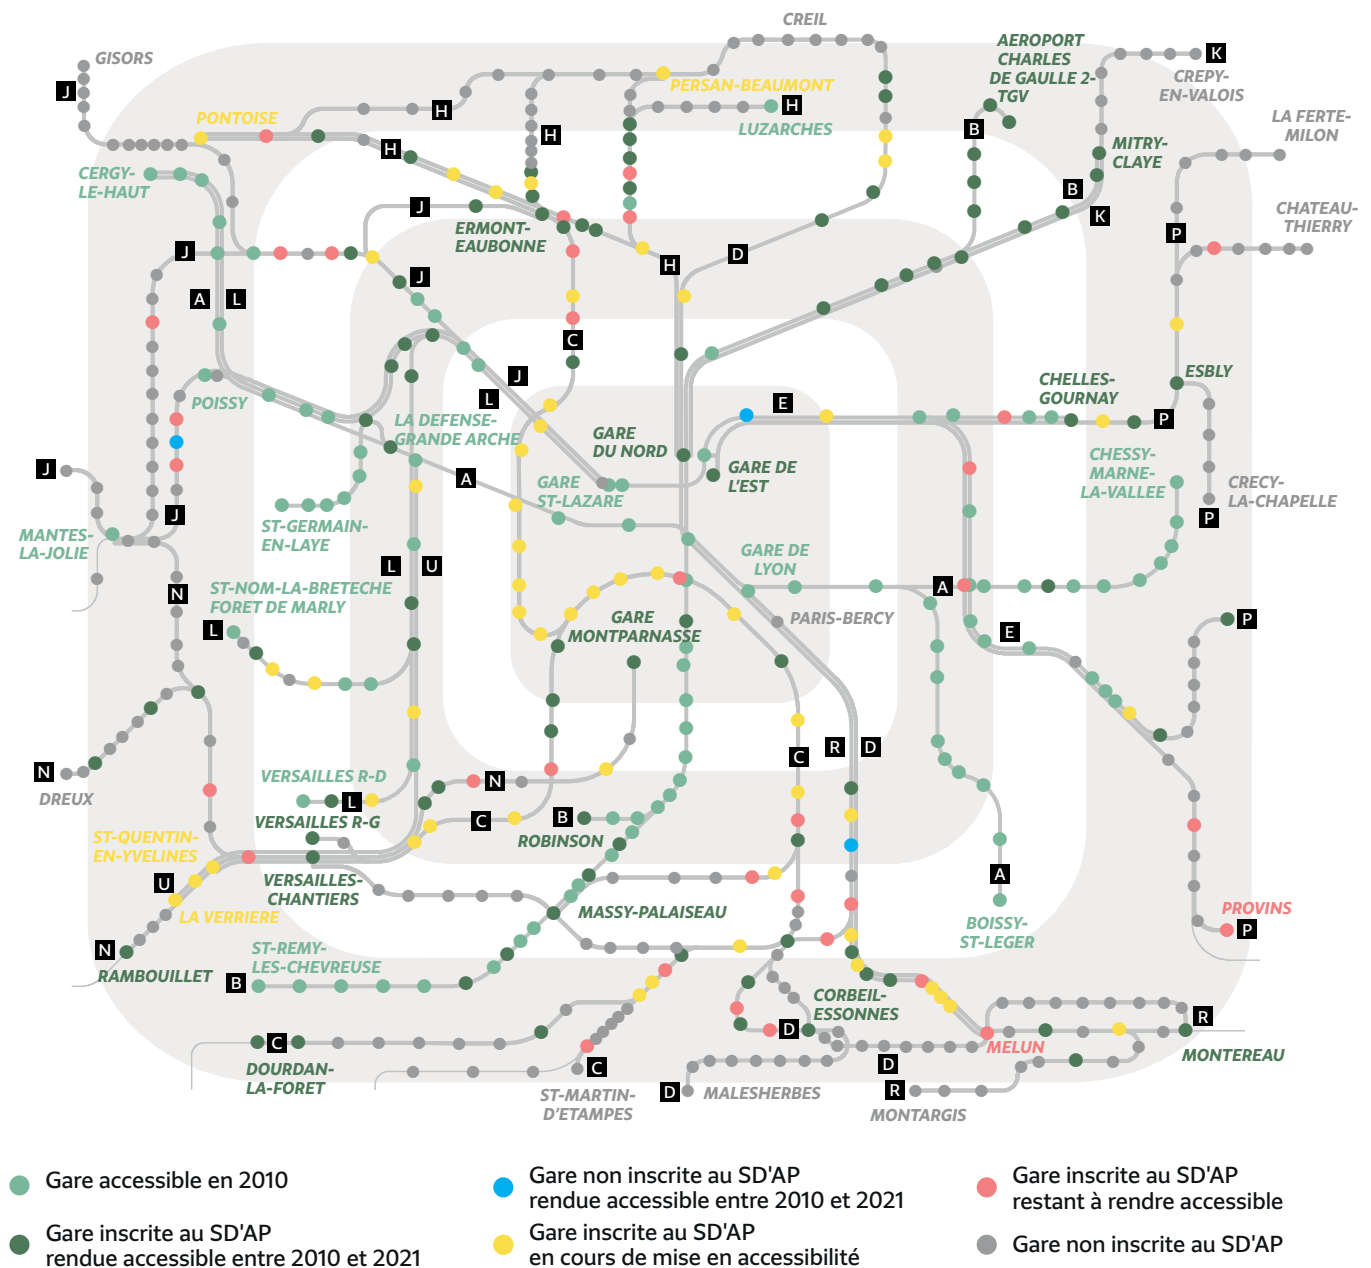 CREIL
GISORS
AEROPORT
CHARLES
DE GAULLE 2-
TGV
K
CREPY-
EN-VALOIS
J
PERSAN-BEAUMONT
H
H
LUZARCHES
PONTOISE
LA FERTE-
MILON
H
B
H
MITRY-
CLAYE
CERGY-
LE-HAUT
B
K
J
ERMONT-
EAUBONNE
CHATEAU-
THIERRY
P
J
D
H
J
A
L
C
J
L
POISSY
LA DEFENSE-
GRANDE ARCHE
E
CHELLES-
GOURNAY
ESBLY
P
GARE
DU NORD
GARE DE
L'EST
CHESSY-
MARNE-
LA-VALLEE
J
A
GARE
ST-LAZARE
CRECY-
LA-CHAPELLE
P
J
ST-GERMAIN-
EN-LAYE
MANTES-
LA-JOLIE
GARE DE
LYON
L
U
A
N
ST-NOM-LA-BRETECHE
FORET DE MARLY
L
GARE
MONTPARNASSE
PARIS-BERCY
E
P
C
R
D
N
DREUX
VERSAILLES R-D
L
N
VERSAILLES R-G
C
B
ROBINSON
ST-QUENTIN-
EN-YVELINES
U
LA VERRIERE
VERSAILLES-
CHANTIERS
A
MASSY-PALAISEAU
BOISSY-
ST-LEGER
PROVINS
P
N
RAMBOUILLET
ST-REMY-
LES-CHEVREUSE
B
CORBEIL-
ESSONNES
D
R
C
DOURDAN-
LA-FORET
MELUN
MONTEREAU
C
D
D
R
ST-MARTIN-
D'ETAMPES
MALESHERBES
MONTARGIS
Gare accessible en 2010
Gare inscrite au SD'AP
rendue accessible entre 2010 et 2021
Gare non inscrite au SD'AP
rendue accessible entre 2010 et 2021
Gare inscrite au SD'AP
en cours de mise en accessibilité
Gare inscrite au SD'AP
restant à rendre accessible
Gare non inscrite au SD'AP